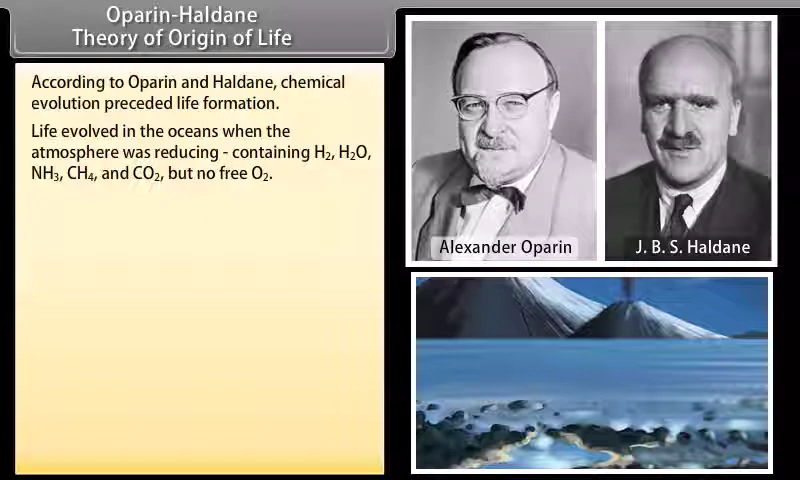 Oparin-Haldane
Theory of Origin of Life
According to Oparin and Haldane, chemical
evolution preceded life formation.
Life evolved in the oceans when the
atmosphere was reducing - containing H₂, H₂O,
NH₃, CH₄, and CO₂, but no free O₂.
Alexander Oparin
J. B. S. Haldane